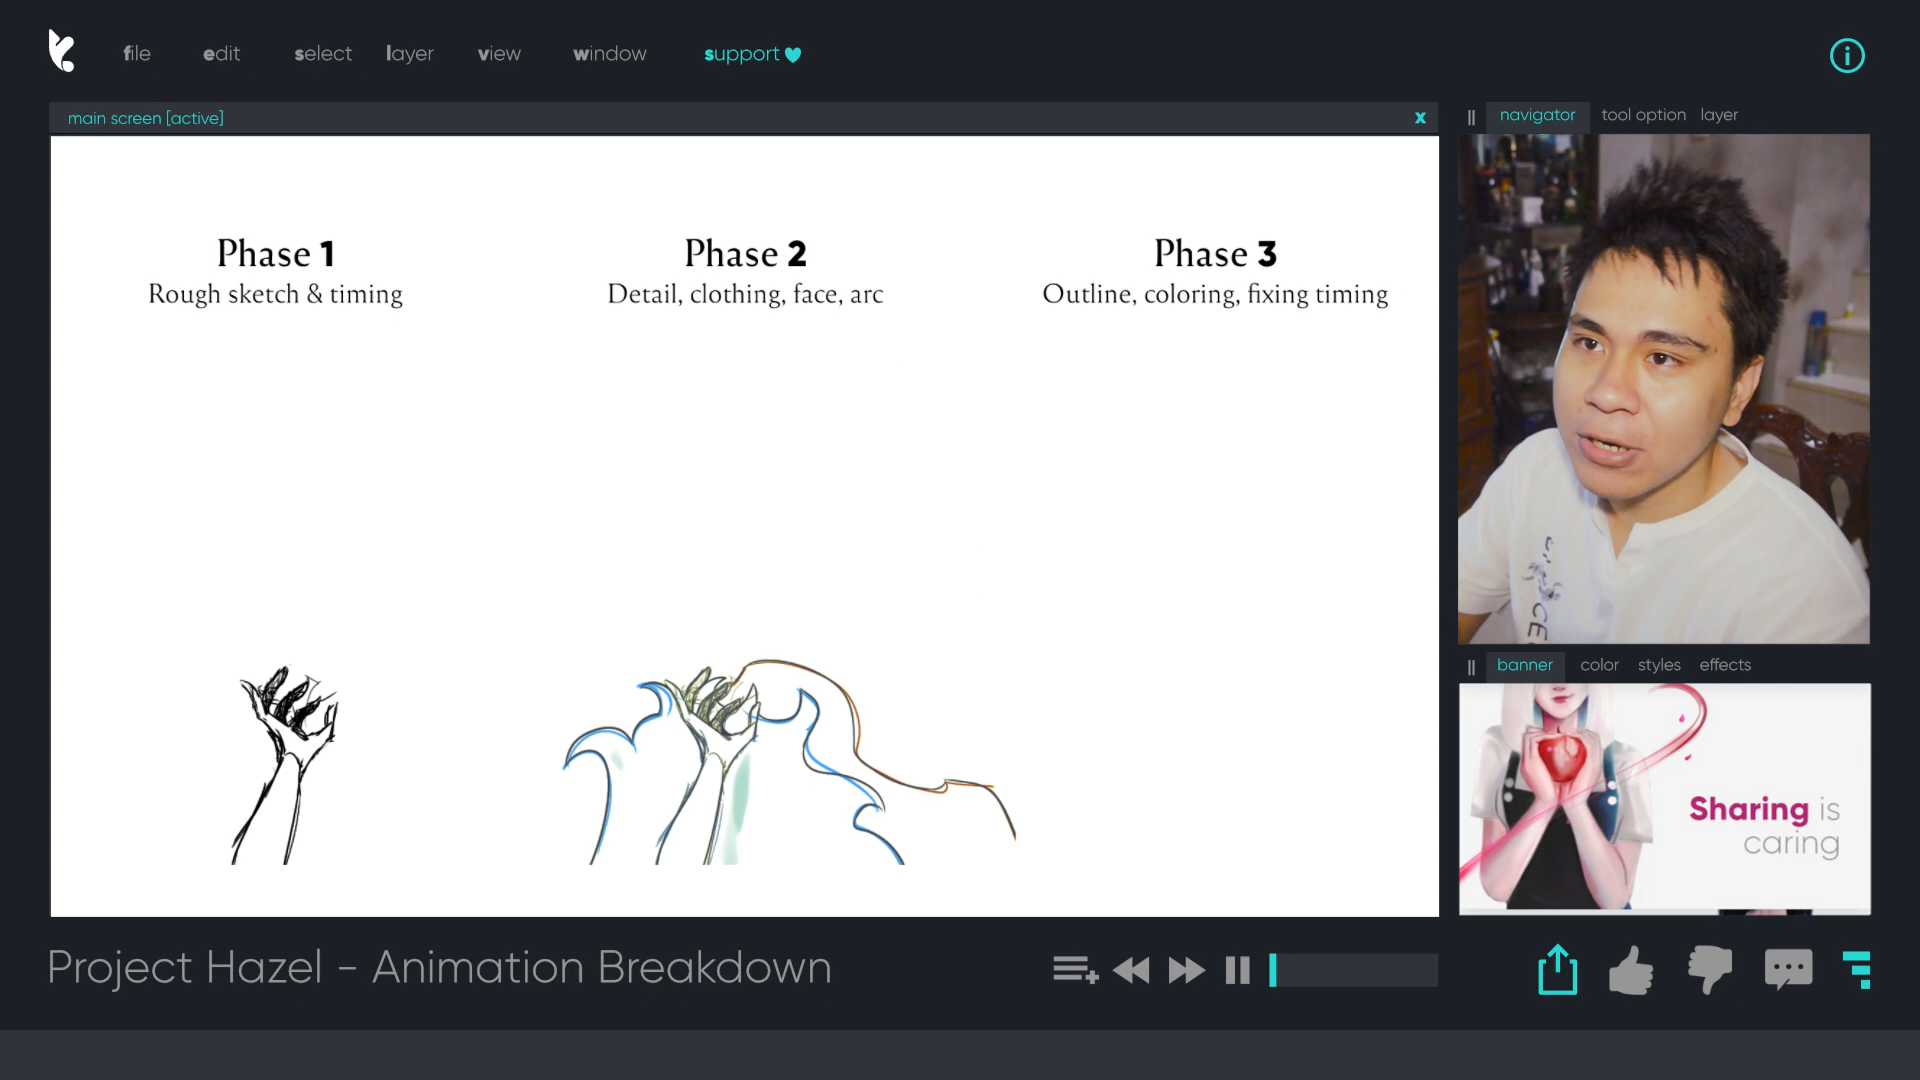 file edit select layer view window support
main screen [active] x
navigator tool option layer
Phase 1
Rough sketch & timing
Phase 2
Detail, clothing, face, arc
Phase 3
Outline, coloring, fixing timing
banner color styles effects
Sharing is
caring
Project Hazel - Animation Breakdown